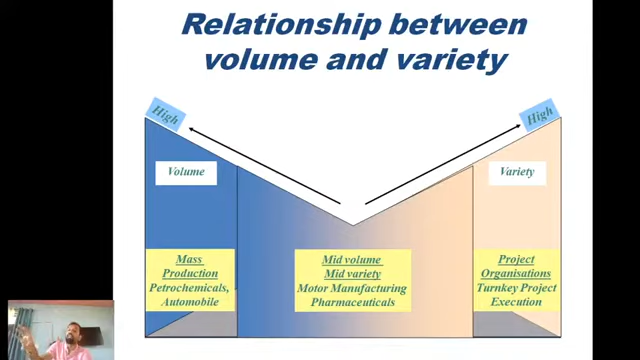 Relationship between
volume and variety
High
High
Volume
Variety
Mass
Production
Petrochemicals,
Automobile
Mid volume
Mid variety
Motor Manufacturing
Pharmaceuticals
Project
Organisations
Turnkey Project
Execution